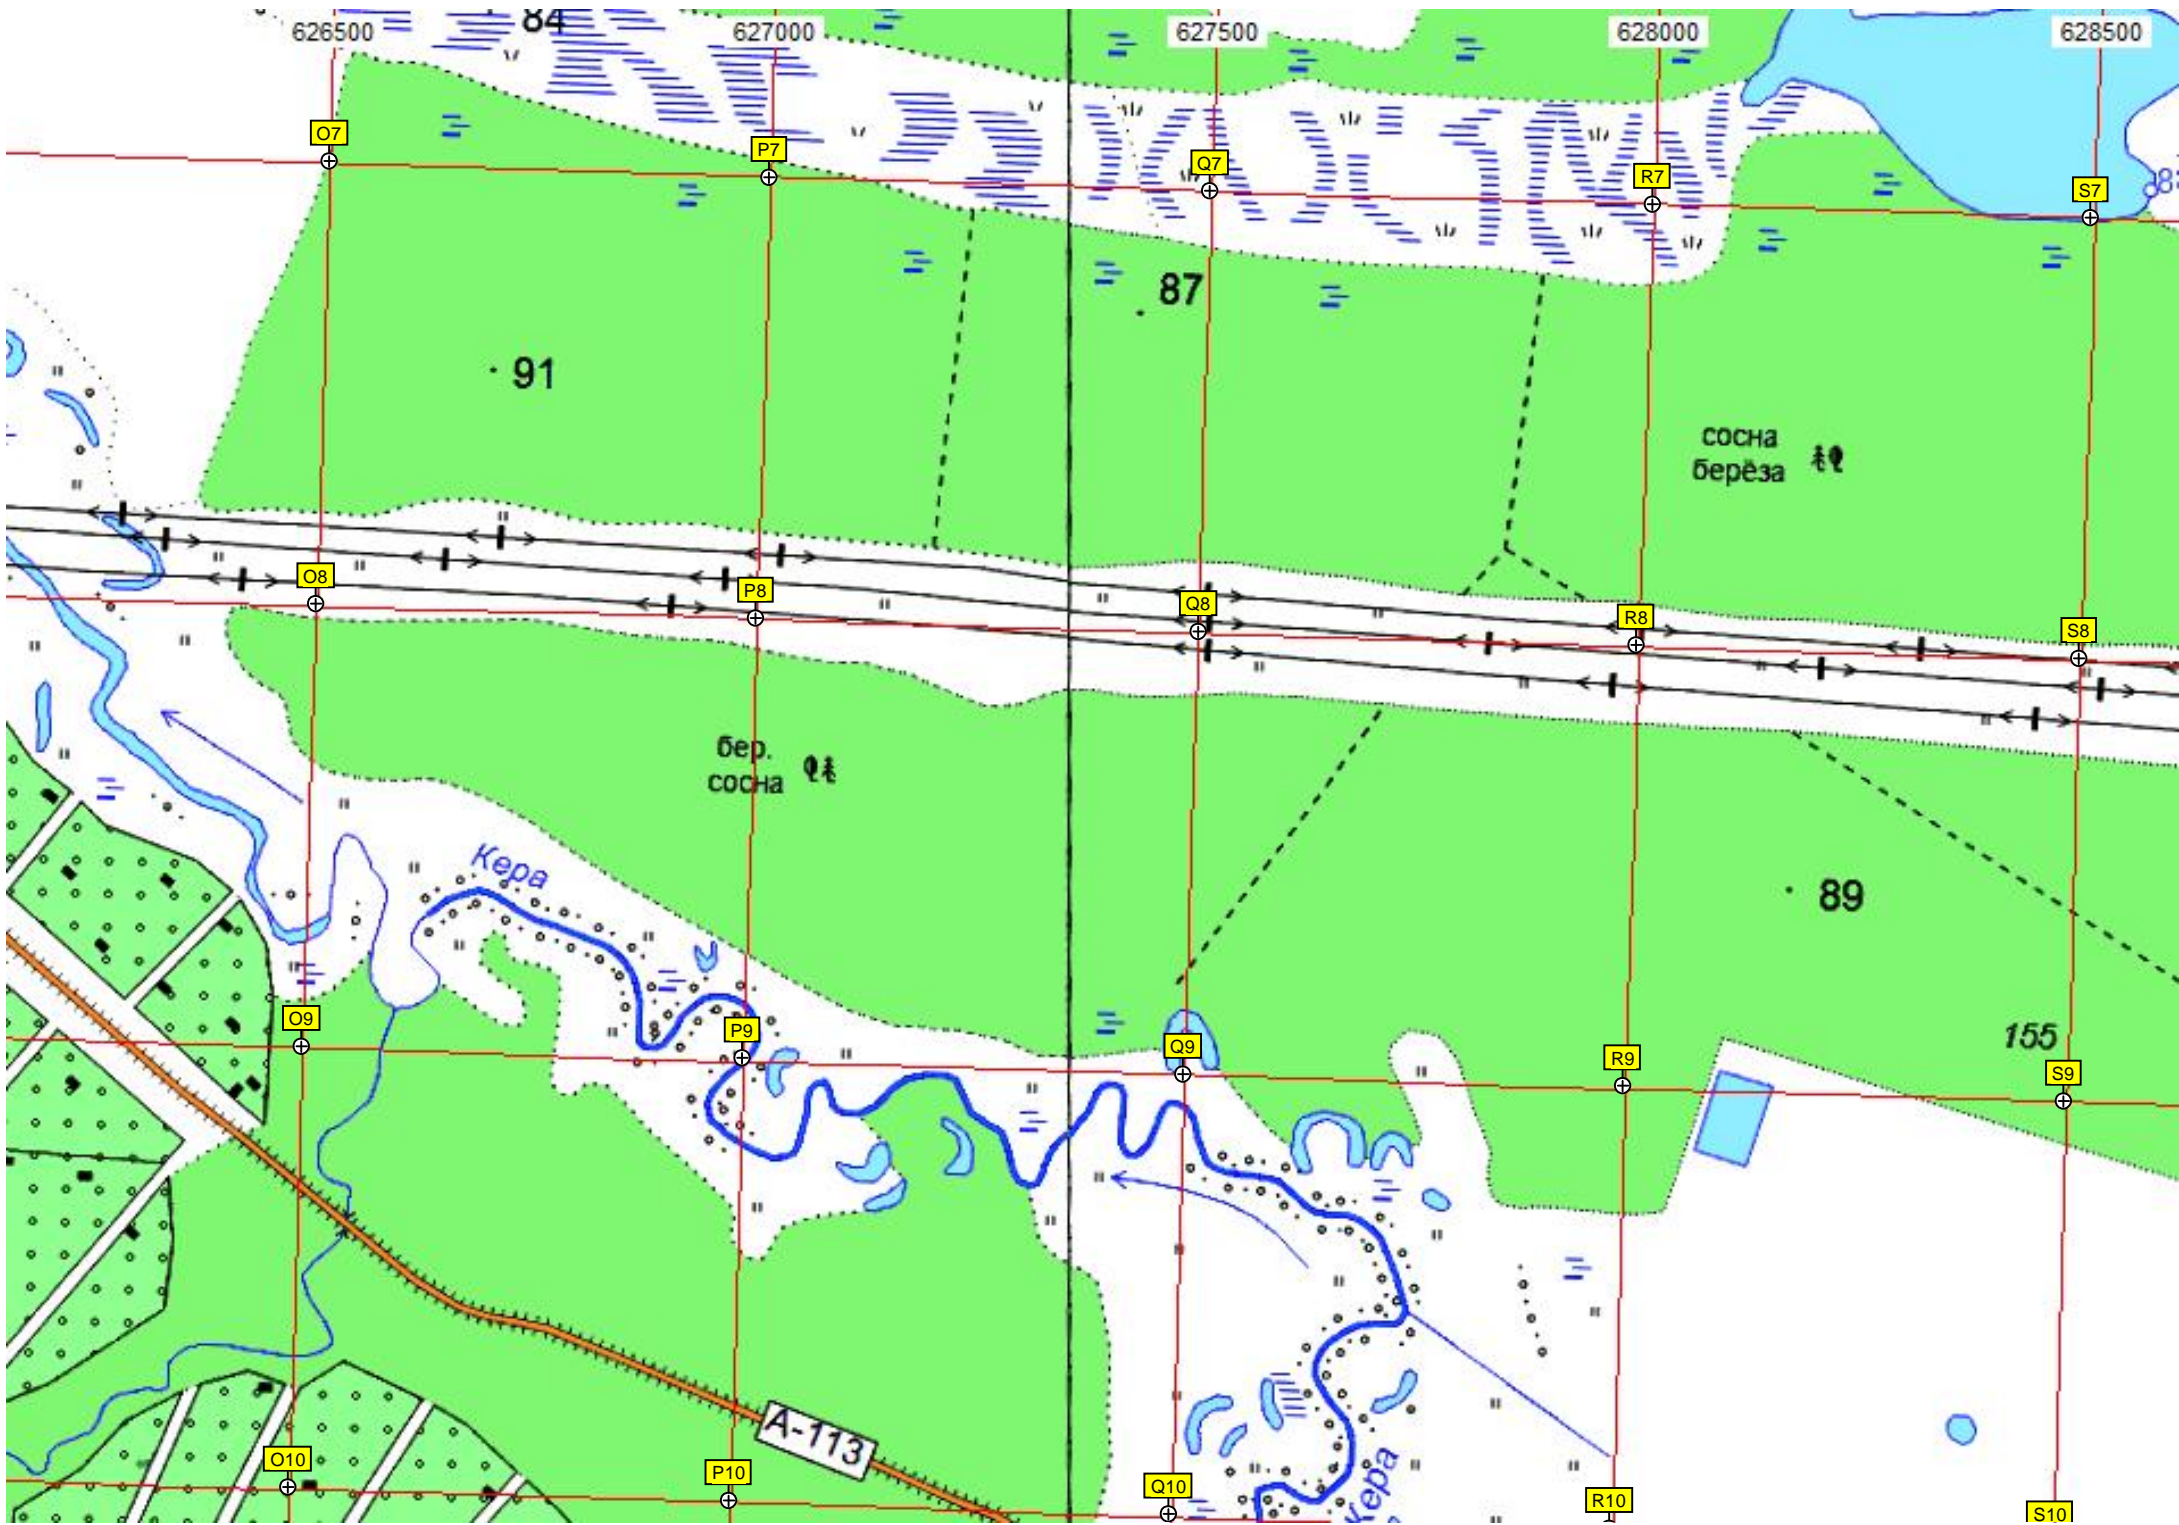 84
626500 627000 627500 628000 628500
O7 P7 Q7 R7 S7
87
91
сосна
берёза
O8 P8 Q8 R8 S8
бер.
сосна
Кера
89
155
O9 P9 Q9 R9 S9
А-113
Кера
O10 P10 Q10 R10 S10